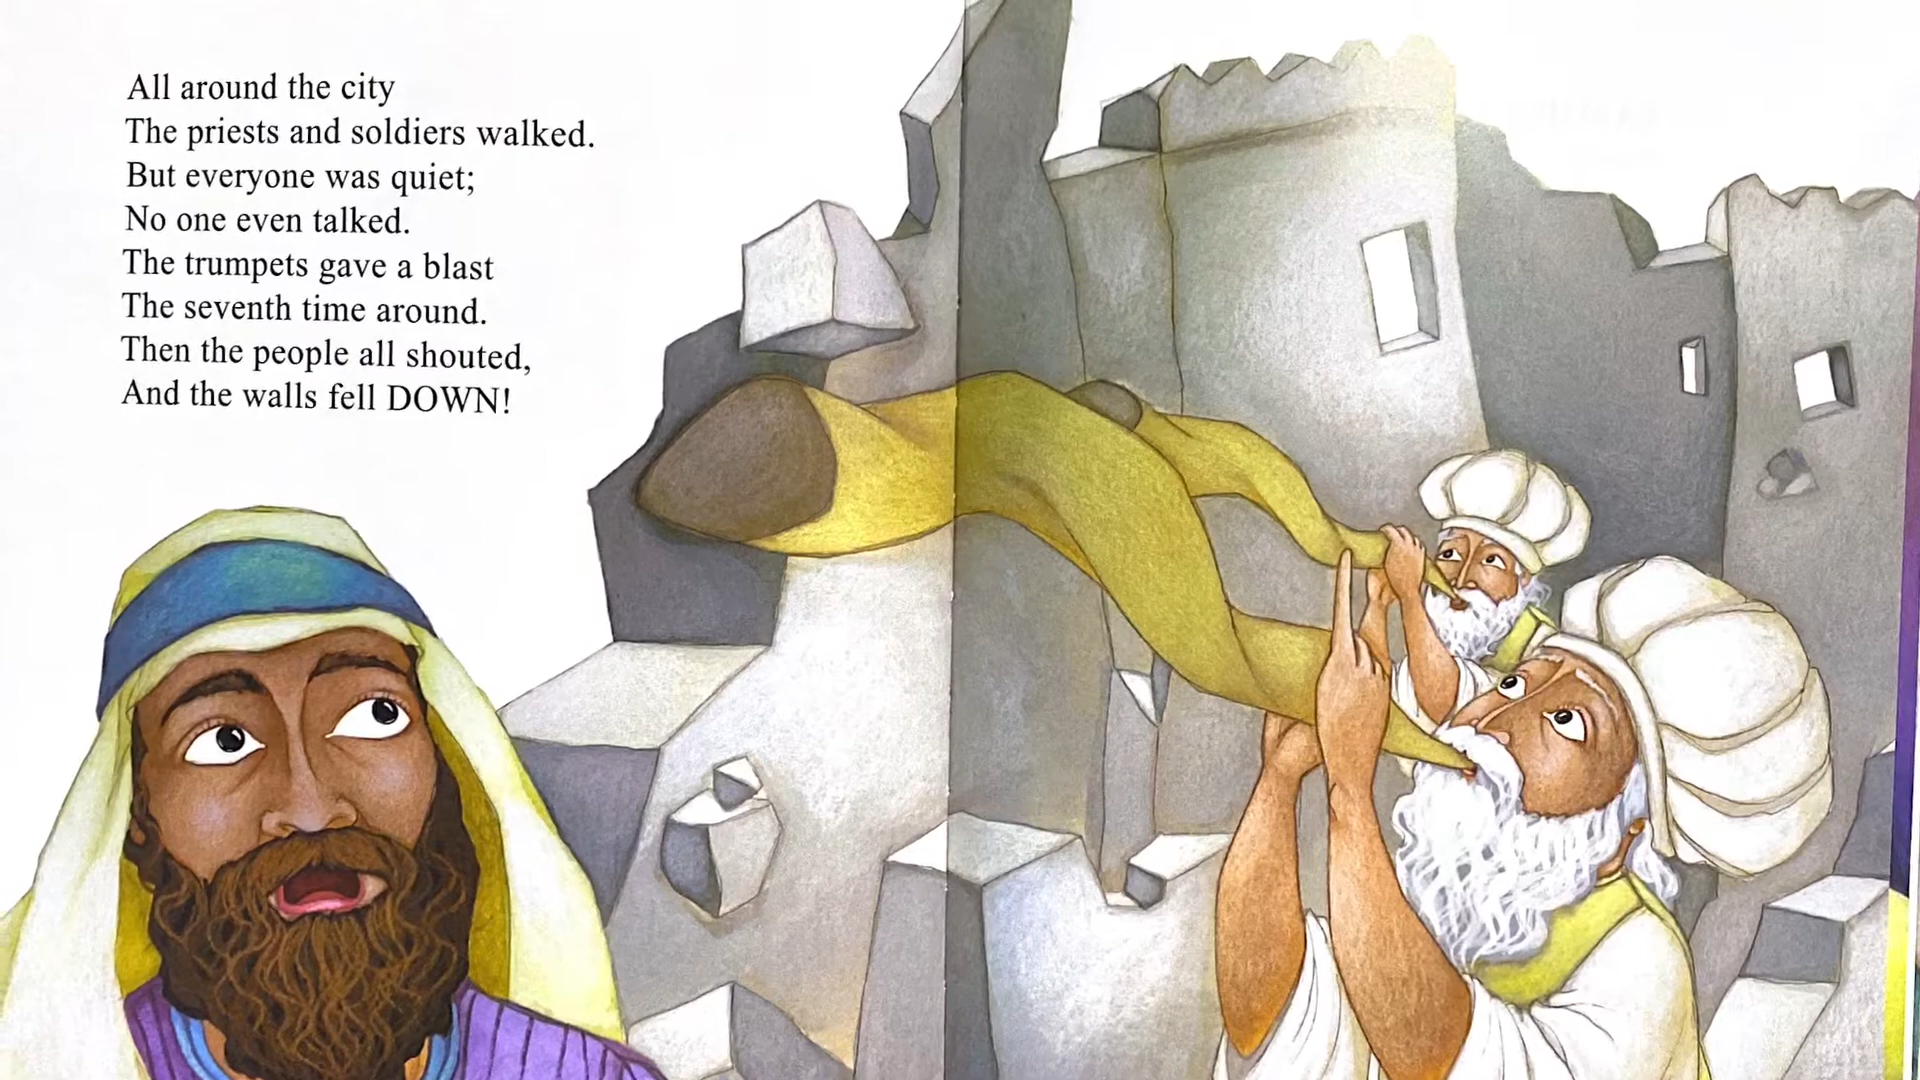 All around the city
The priests and soldiers walked.
But everyone was quiet;
No one even talked.
The trumpets gave a blast
The seventh time around.
Then the people all shouted,
And the walls fell DOWN!